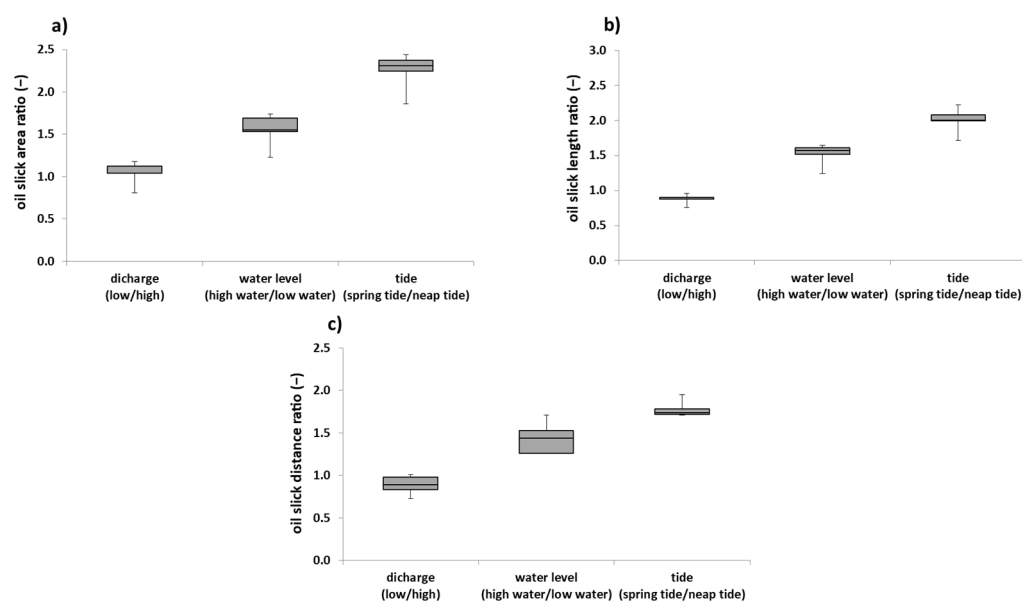 a)
oil slick area ratio (−)
2.5
2.0
1.5
1.0
0.5
0.0
dicharge
(low/high)
water level
(high water/low water)
tide
(spring tide/neap tide)
b)
oil slick length ratio (−)
3.0
2.5
2.0
1.5
1.0
0.5
0.0
dicharge
(low/high)
water level
(high water/low water)
tide
(spring tide/neap tide)
c)
oil slick distance ratio (−)
2.5
2.0
1.5
1.0
0.5
0.0
dicharge
(low/high)
water level
(high water/low water)
tide
(spring tide/neap tide)